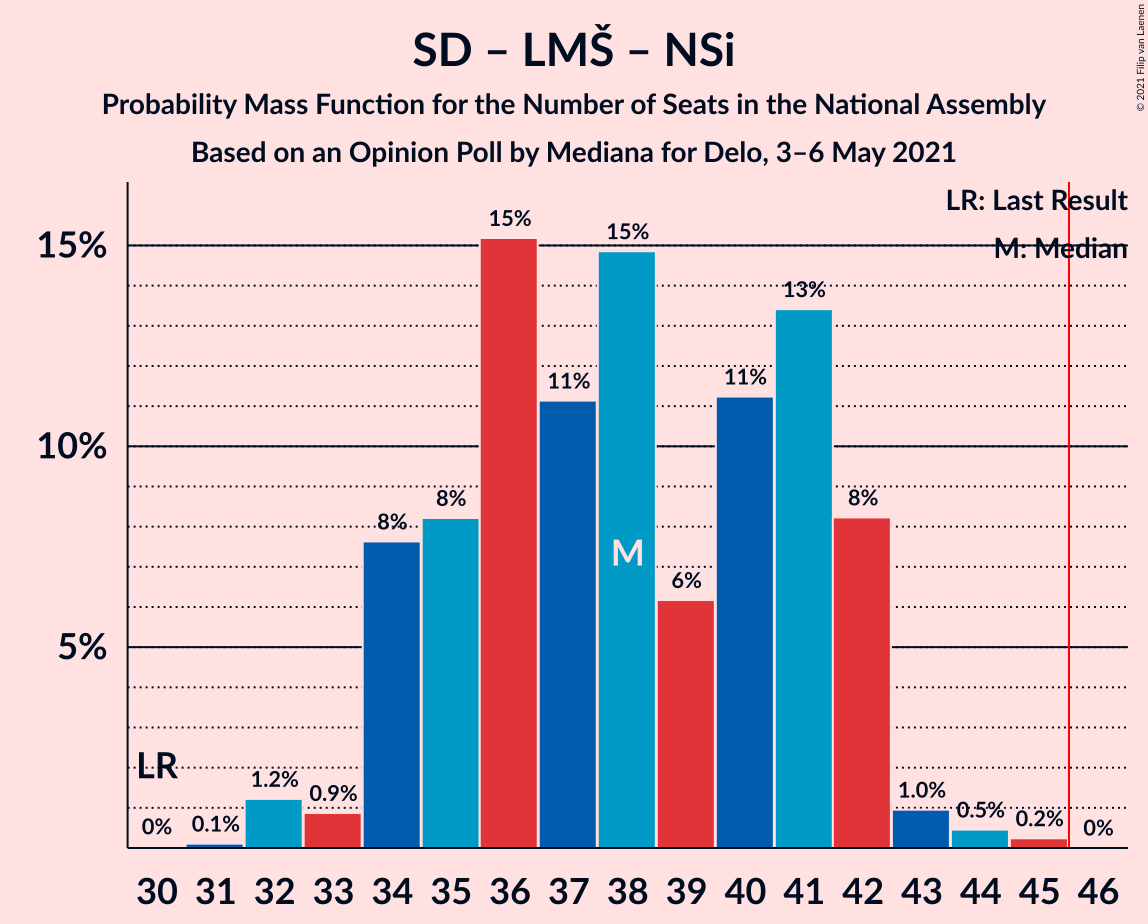 SD – LMŠ – NSi
Probability Mass Function for the Number of Seats in the National Assembly
Based on an Opinion Poll by Mediana for Delo, 3–6 May 2021
© 2021 Filip van Laenen
LR: Last Result
M: Median
15%
10%
5%
LR
0%
0.1%
1.2%
0.9%
8%
8%
15%
11%
15%
M
6%
11%
13%
8%
1.0%
0.5%
0.2%
0%
30 31 32 33 34 35 36 37 38 39 40 41 42 43 44 45 46